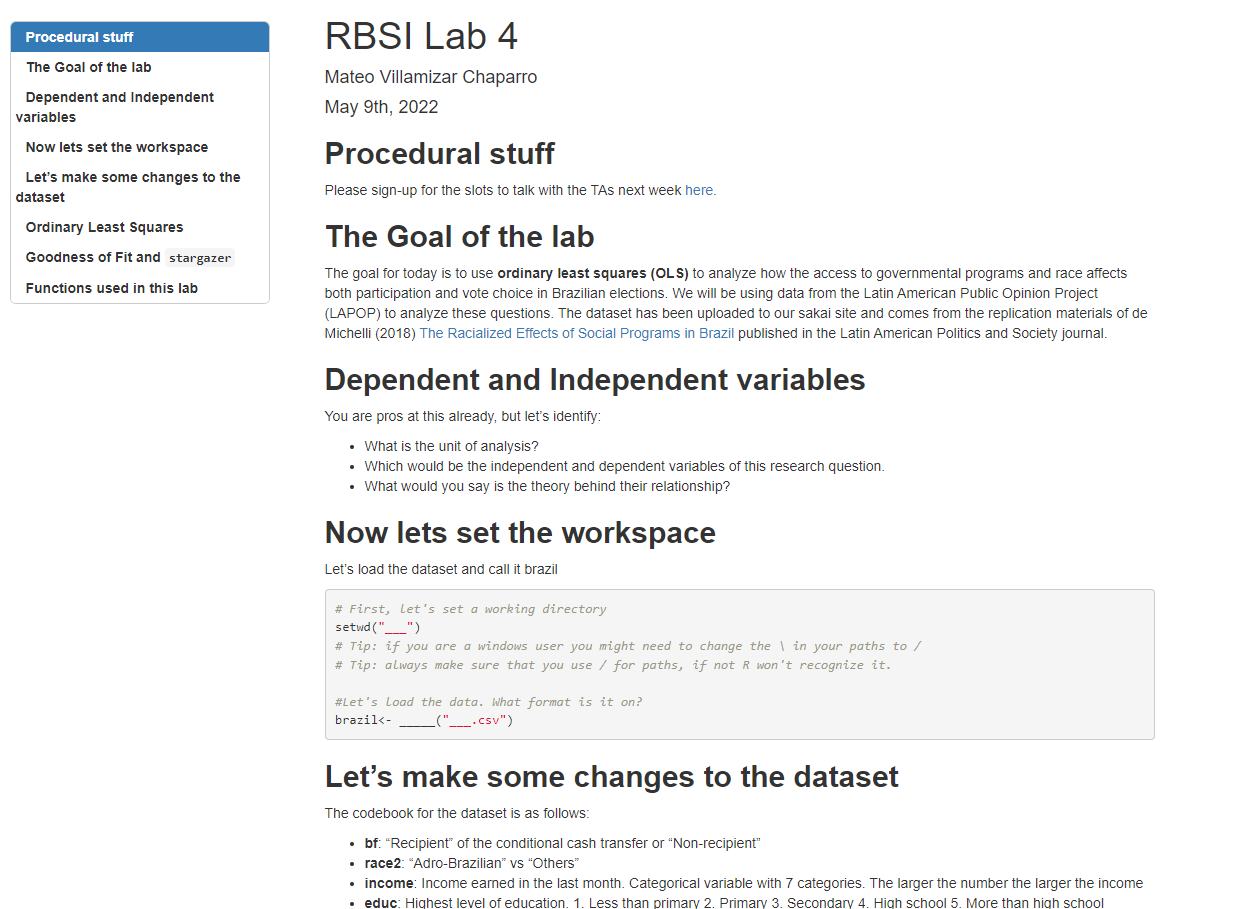 Procedural stuff
The Goal of the lab
Dependent and Independent
variables
Now lets set the workspace
Let’s make some changes to the
dataset
Ordinary Least Squares
Goodness of Fit and stargazer
Functions used in this lab
RBSI Lab 4
Mateo Villamizar Chaparro
May 9th, 2022
Procedural stuff
Please sign-up for the slots to talk with the TAs next week here.
The Goal of the lab
The goal for today is to use ordinary least squares (OLS) to analyze how the access to governmental programs and race affects
both participation and vote choice in Brazilian elections. We will be using data from the Latin American Public Opinion Project
(LAPOP) to analyze these questions. The dataset has been uploaded to our sakai site and comes from the replication materials of de
Michelli (2018) The Racialized Effects of Social Programs in Brazil published in the Latin American Politics and Society journal.
Dependent and Independent variables
You are pros at this already, but let’s identify:
• What is the unit of analysis?
• Which would be the independent and dependent variables of this research question.
• What would you say is the theory behind their relationship?
Now lets set the workspace
Let’s load the dataset and call it brazil
# First, let's set a working directory
setwd("___")
# Tip: if you are a windows user you might need to change the \ in your paths to /
# Tip: always make sure that you use / for paths, if not R won't recognize it.
#Let's load the data. What format is it on?
brazil<- _____("___.csv")
Let’s make some changes to the dataset
The codebook for the dataset is as follows:
• bf: “Recipient” of the conditional cash transfer or “Non-recipient”
• race2: “Adro-Brazilian” vs “Others”
• income: Income earned in the last month. Categorical variable with 7 categories. The larger the number the larger the income
• educ: Highest level of education. 1. Less than primary 2. Primary 3. Secondary 4. High school 5. More than high school